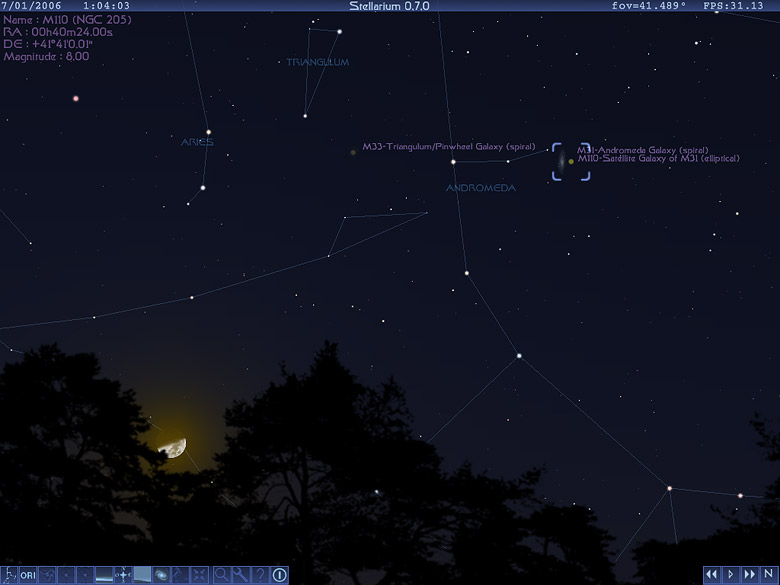 7/01/2006 1:04:03 Stellarium 0.7.0 fov=41.489° FPS:31.13
Name : M110 (NGC 205)
RA : 00h40m24.00s
DE : +41°41'0.01"
Magnitude : 8.00
TRIANGULUM
ARIES
M33-Triangulum/Pinwheel Galaxy (spiral)
M31-Andromeda Galaxy (spiral)
M110-Satellite Galaxy of M31 (elliptical)
ANDROMEDA
ORI
N